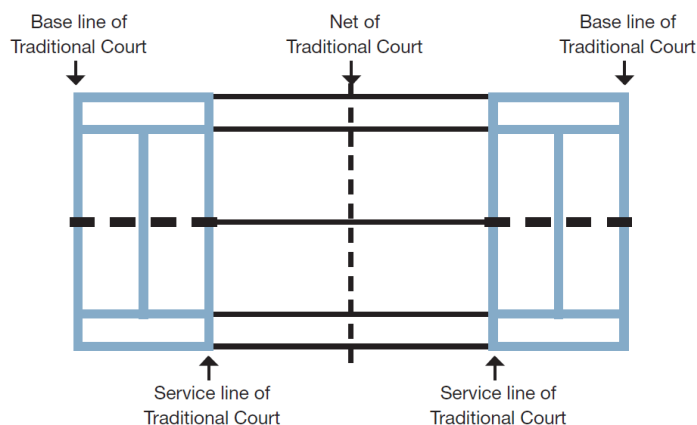 Base line of
Traditional Court
Net of
Traditional Court
Base line of
Traditional Court
Service line of
Traditional Court
Service line of
Traditional Court